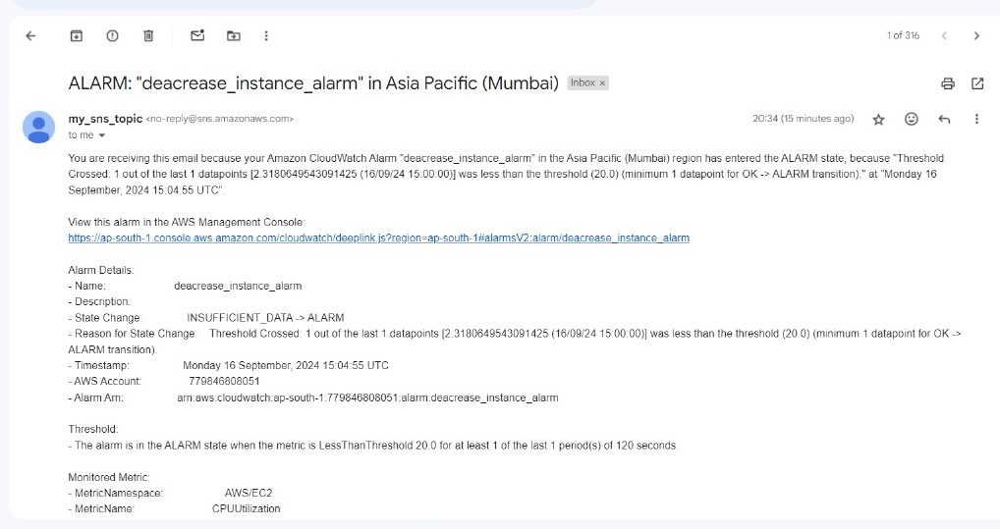 1 of 316
ALARM: "deacrease_instance_alarm" in Asia Pacific (Mumbai) Inbox ×
my_sns_topic <no-reply@sns.amazonaws.com> 20:34 (15 minutes ago)
to me
You are receiving this email because your Amazon CloudWatch Alarm "deacrease_instance_alarm" in the Asia Pacific (Mumbai) region has entered the ALARM state, because "Threshold
Crossed: 1 out of the last 1 datapoints [2.3180649543091425 (16/09/24 15:00:00)] was less than the threshold (20.0) (minimum 1 datapoint for OK -> ALARM transition)." at "Monday 16
September, 2024 15:04:55 UTC".
View this alarm in the AWS Management Console:
https://ap-south-1.console.aws.amazon.com/cloudwatch/deeplink.js?region=ap-south-1#alarmsV2:alarm/deacrease_instance_alarm
Alarm Details:
- Name: deacrease_instance_alarm
- Description:
- State Change: INSUFFICIENT_DATA -> ALARM
- Reason for State Change: Threshold Crossed: 1 out of the last 1 datapoints [2.3180649543091425 (16/09/24 15:00:00)] was less than the threshold (20.0) (minimum 1 datapoint for OK ->
ALARM transition).
- Timestamp: Monday 16 September, 2024 15:04:55 UTC
- AWS Account: 779846808051
- Alarm Arn: arn:aws:cloudwatch:ap-south-1:779846808051:alarm:deacrease_instance_alarm
Threshold:
- The alarm is in the ALARM state when the metric is LessThanThreshold 20.0 for at least 1 of the last 1 period(s) of 120 seconds.
Monitored Metric:
- MetricNamespace: AWS/EC2
- MetricName: CPUUtilization